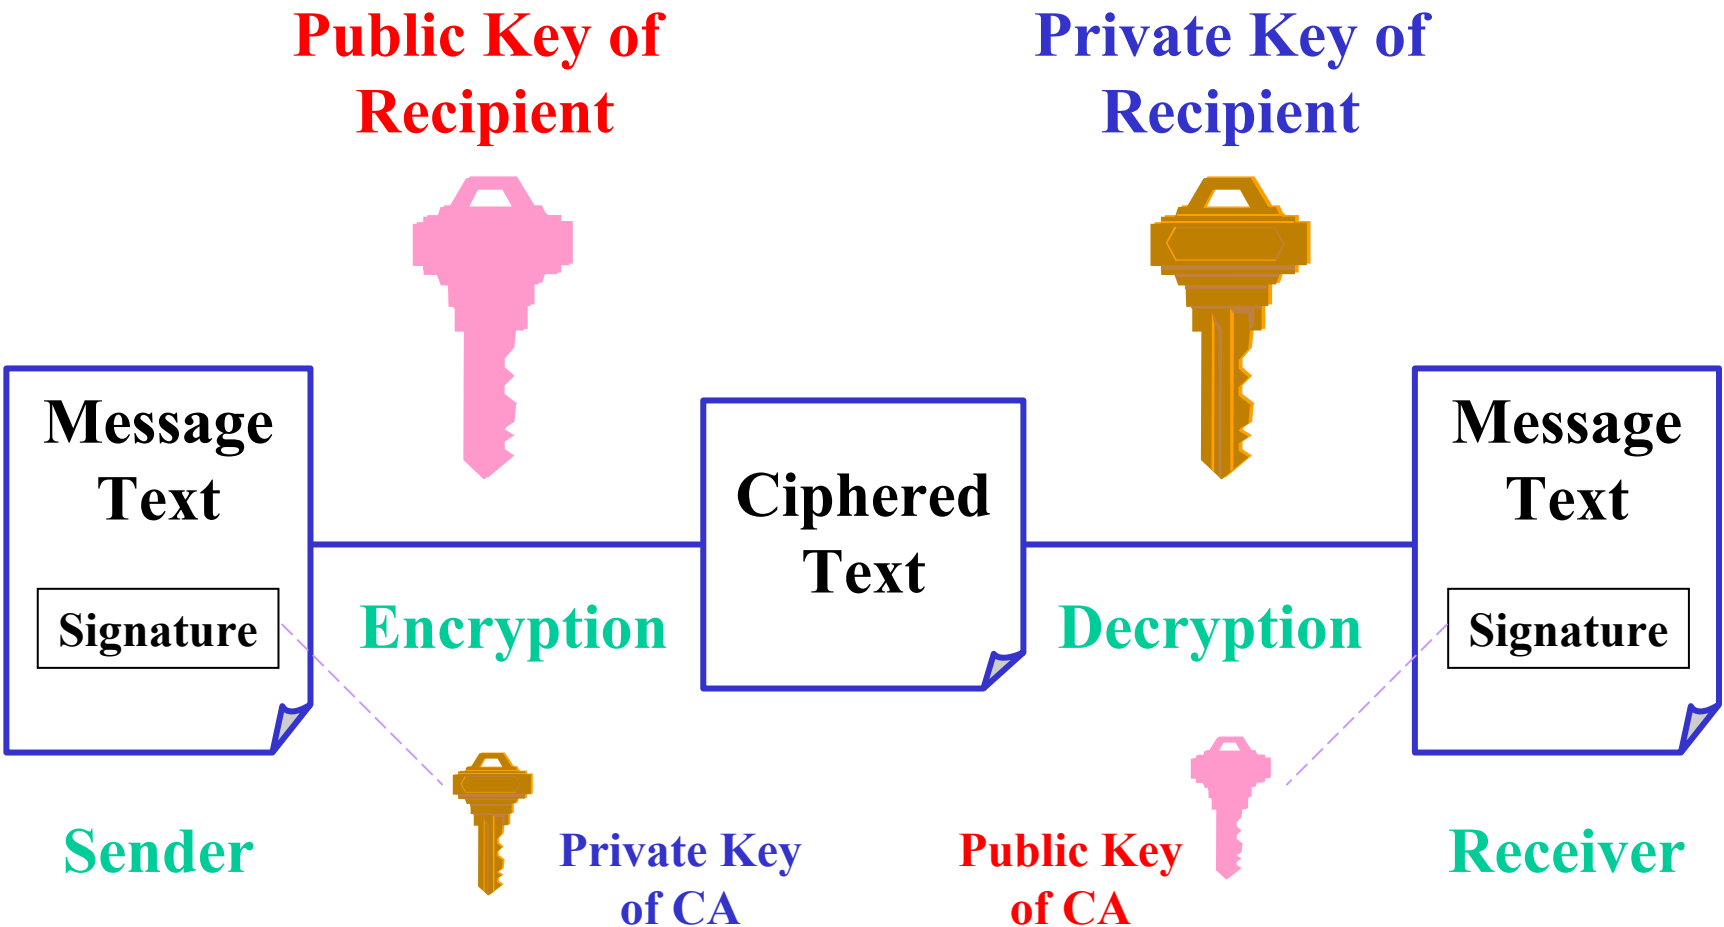 Public Key of
Recipient
Private Key of
Recipient
Message
Text
Signature
Encryption
Ciphered
Text
Decryption
Message
Text
Signature
Sender
Private Key
of CA
Public Key
of CA
Receiver